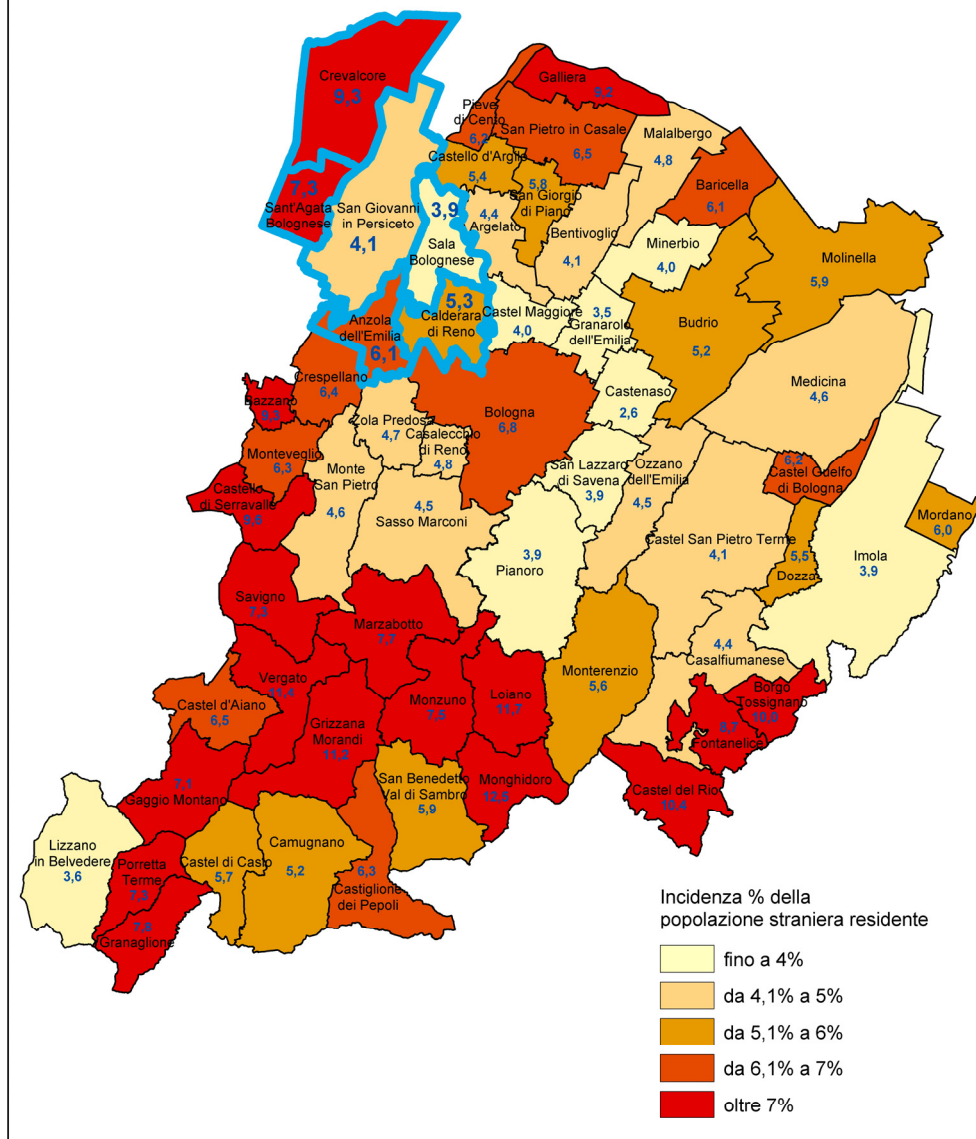 Crevalcore
9,3
7,3
Sant'Agata
Bolognese
San Giovanni
in Persiceto
4,1
Pieve
di Cento
6,2
Galliera
9,2
San Pietro in Casale
6,5
Castello d'Argile
5,4
5,8
San Giorgio
di Piano
Malalbergo
4,8
Baricella
6,1
3,9
Sala
Bolognese
4,4
Argelato
Bentivoglio
4,1
Minerbio
4,0
Molinella
5,9
5,3
Calderara
di Reno
Anzola
dell'Emilia
6,1
Castel Maggiore
4,0
3,5
Granarolo
dell'Emilia
Budrio
5,2
Crespellano
6,4
Bazzano
9,3
Zola Predosa
4,7
Casalecchio
di Reno
4,8
Bologna
6,8
Castenaso
2,6
Medicina
4,6
Monteveglio
6,3
Monte
San Pietro
4,6
4,5
Sasso Marconi
San Lazzaro
di Savena
3,9
Ozzano
dell'Emilia
4,5
6,2
Castel Guelfo
di Bologna
Castello
di Serravalle
Mordano
6,0
Castel San Pietro Terme
4,1
5,5
Dozza
Imola
3,9
3,9
Pianoro
Savigno
7,3
Marzabotto
7,7
Monterenzio
5,6
4,4
Casalfiumanese
Vergato
11,4
Monzuno
7,5
Loiano
11,7
Borgo
Tossignano
10,0
8,7
Fontanelice
Castel d'Aiano
6,5
Grizzana
Morandi
11,2
7,1
Gaggio Montano
San Benedetto
Val di Sambro
5,9
Monghidoro
Castel del Rio
10,4
Lizzano
in Belvedere
3,6
Porretta
Terme
7,3
Castel di Casio
5,7
Camugnano
5,2
6,3
Castiglione
dei Pepoli
7,8
Granaglione
Incidenza % della
popolazione straniera residente
fino a 4%
da 4,1% a 5%
da 5,1% a 6%
da 6,1% a 7%
oltre 7%